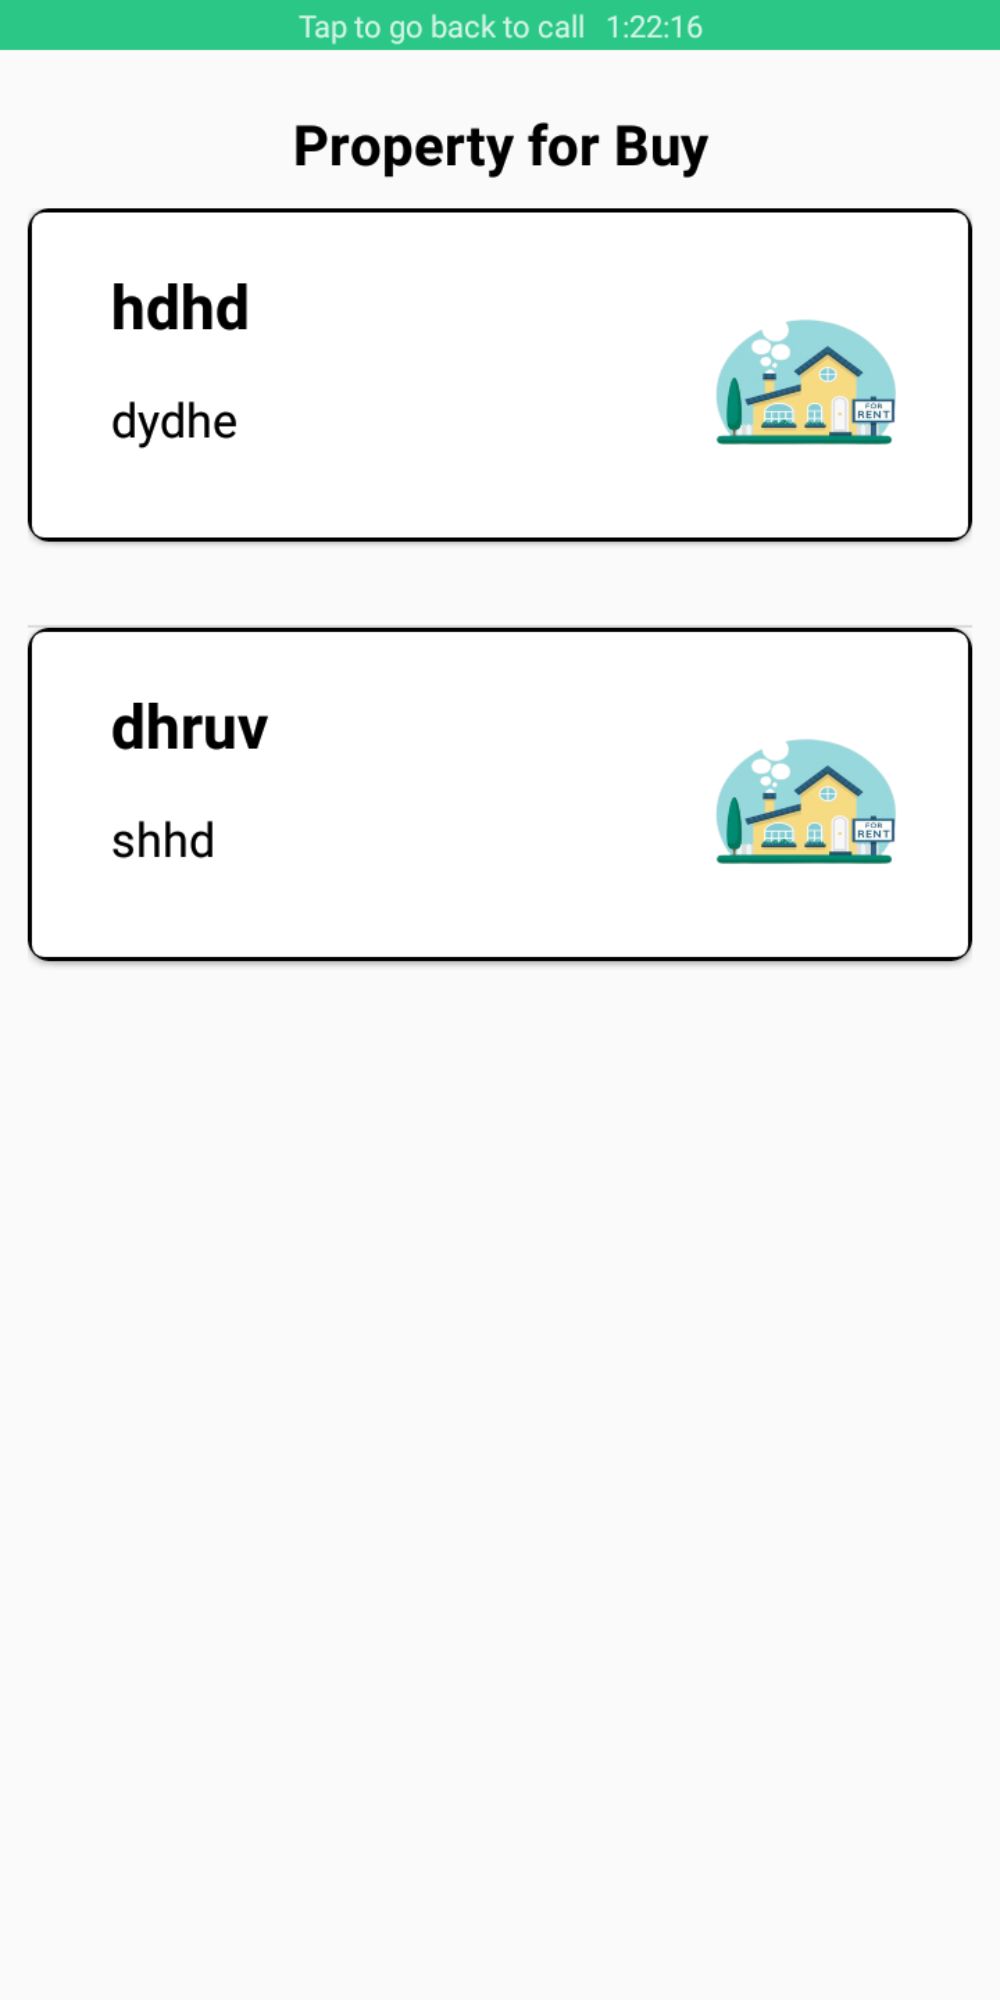 Tap to go back to call 1:22:16
Property for Buy
hdhd
dydhe
FOR
RENT
dhruv
shhd
FOR
RENT